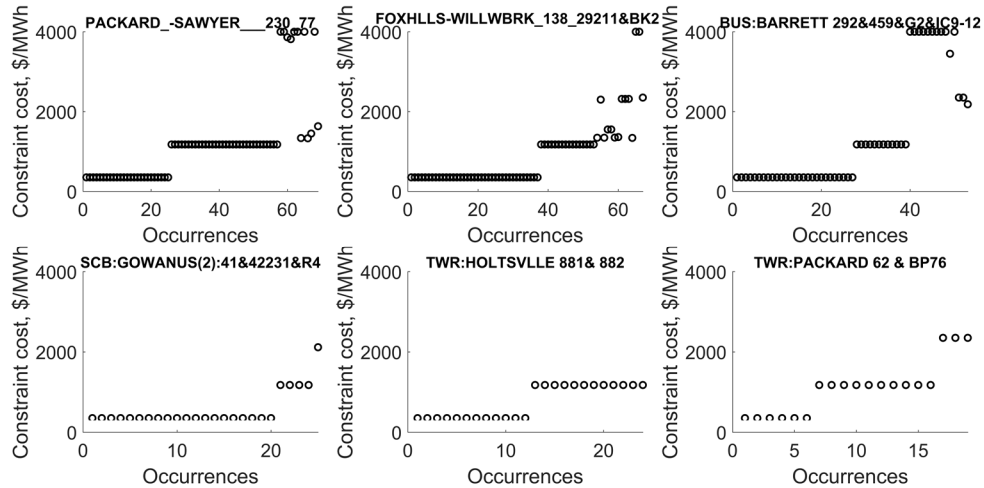 PACKARD_-SAWYER___230_77
Constraint cost, $/MWh
4000
2000
0
0 20 40 60
Occurrences
FOXHLLS-WILLWBRK_138_29211&BK2
Constraint cost, $/MWh
4000
2000
0
0 20 40 60
Occurrences
BUS:BARRETT 292&459&G2&IC9-12
Constraint cost, $/MWh
4000
2000
0
0 20 40
Occurrences
SCB:GOWANUS(2):41&42231&R4
Constraint cost, $/MWh
4000
2000
0
0 10 20
Occurrences
TWR:HOLTSVLLE 881& 882
Constraint cost, $/MWh
4000
2000
0
0 10 20
Occurrences
TWR:PACKARD 62 & BP76
Constraint cost, $/MWh
4000
2000
0
0 5 10 15
Occurrences